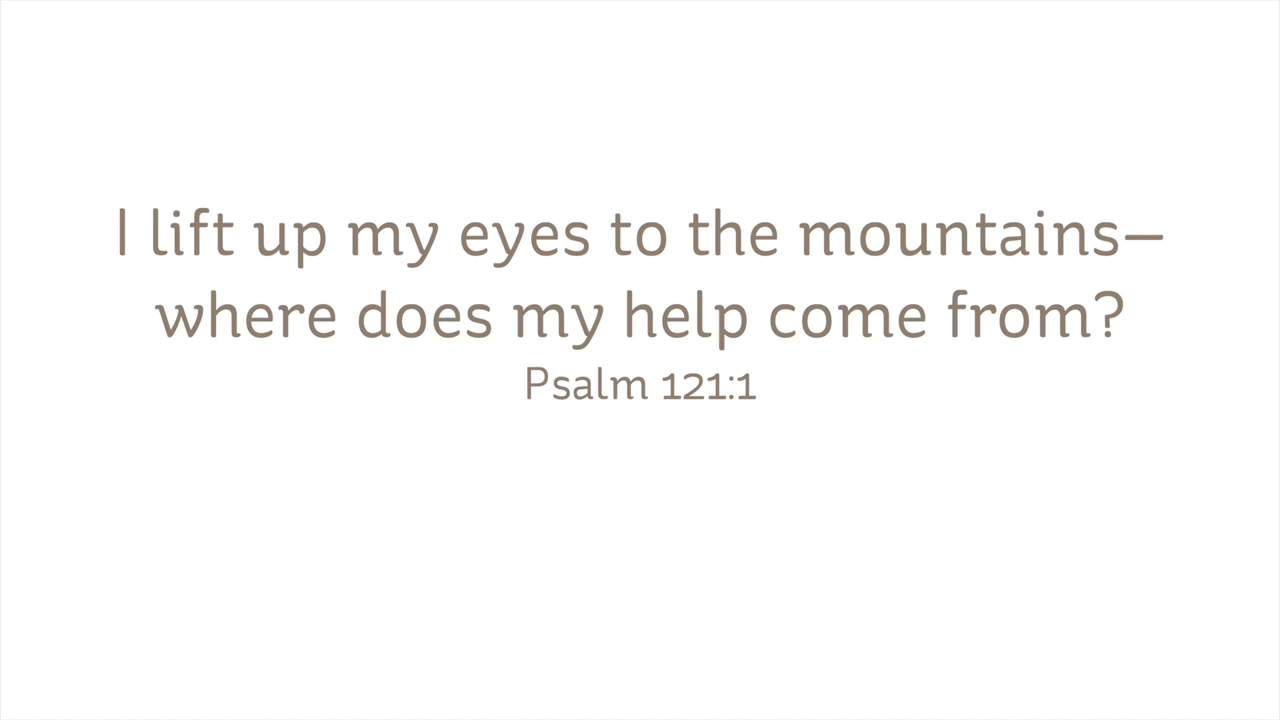 I lift up my eyes to the mountains—
where does my help come from?
Psalm 121:1